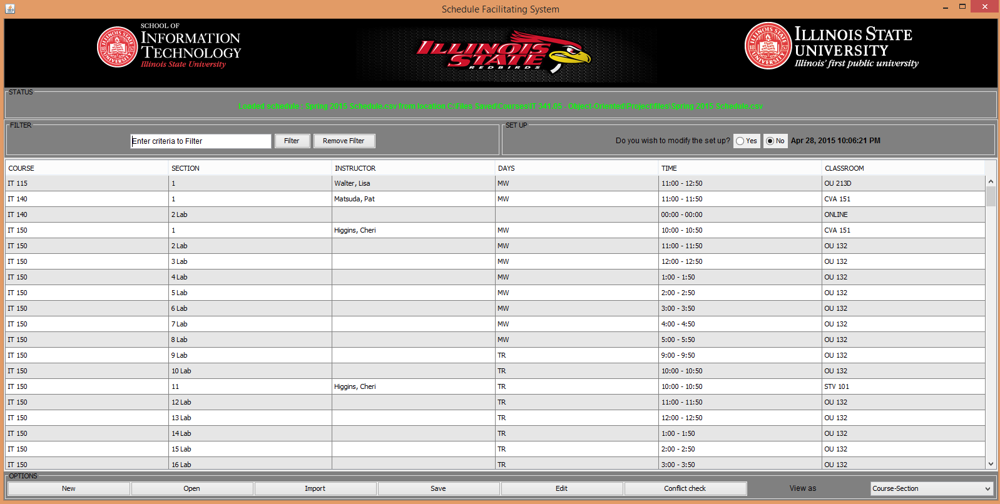 Schedule Facilitating System
SCHOOL OF
INFORMATION
TECHNOLOGY
Illinois State University
18 57
ILLINOIS
STATE
REDBIRDS
18 57
ILLINOIS STATE
UNIVERSITY
Illinois' first public university
STATUS
Loaded schedule : Spring 2015 Schedule.csv from location C:\Files Saved\Courses\IT 341.05 - Object-Oriented\Project\files\Spring 2015 Schedule.csv
FILTER
Enter criteria to Filter Filter Remove Filter
SET UP
Do you wish to modify the set up? Yes No Apr 28, 2015 10:06:21 PM
COURSE SECTION INSTRUCTOR DAYS TIME CLASSROOM
IT 115 1 Walter, Lisa MW 11:00 - 12:50 OU 213D
IT 140 1 Matsuda, Pat MW 11:00 - 11:50 CVA 151
IT 140 2 Lab 00:00 - 00:00 ONLINE
IT 150 1 Higgins, Cheri MW 10:00 - 10:50 CVA 151
IT 150 2 Lab MW 11:00 - 11:50 OU 132
IT 150 3 Lab MW 12:00 - 12:50 OU 132
IT 150 4 Lab MW 1:00 - 1:50 OU 132
IT 150 5 Lab MW 2:00 - 2:50 OU 132
IT 150 6 Lab MW 3:00 - 3:50 OU 132
IT 150 7 Lab MW 4:00 - 4:50 OU 132
IT 150 8 Lab MW 5:00 - 5:50 OU 132
IT 150 9 Lab TR 9:00 - 9:50 OU 132
IT 150 10 Lab TR 10:00 - 10:50 OU 132
IT 150 11 Higgins, Cheri TR 10:00 - 10:50 STV 101
IT 150 12 Lab TR 11:00 - 11:50 OU 132
IT 150 13 Lab TR 12:00 - 12:50 OU 132
IT 150 14 Lab TR 1:00 - 1:50 OU 132
IT 150 15 Lab TR 2:00 - 2:50 OU 132
IT 150 16 Lab TR 3:00 - 3:50 OU 132
OPTIONS
New Open Import Save Edit Conflict check View as Course-Section